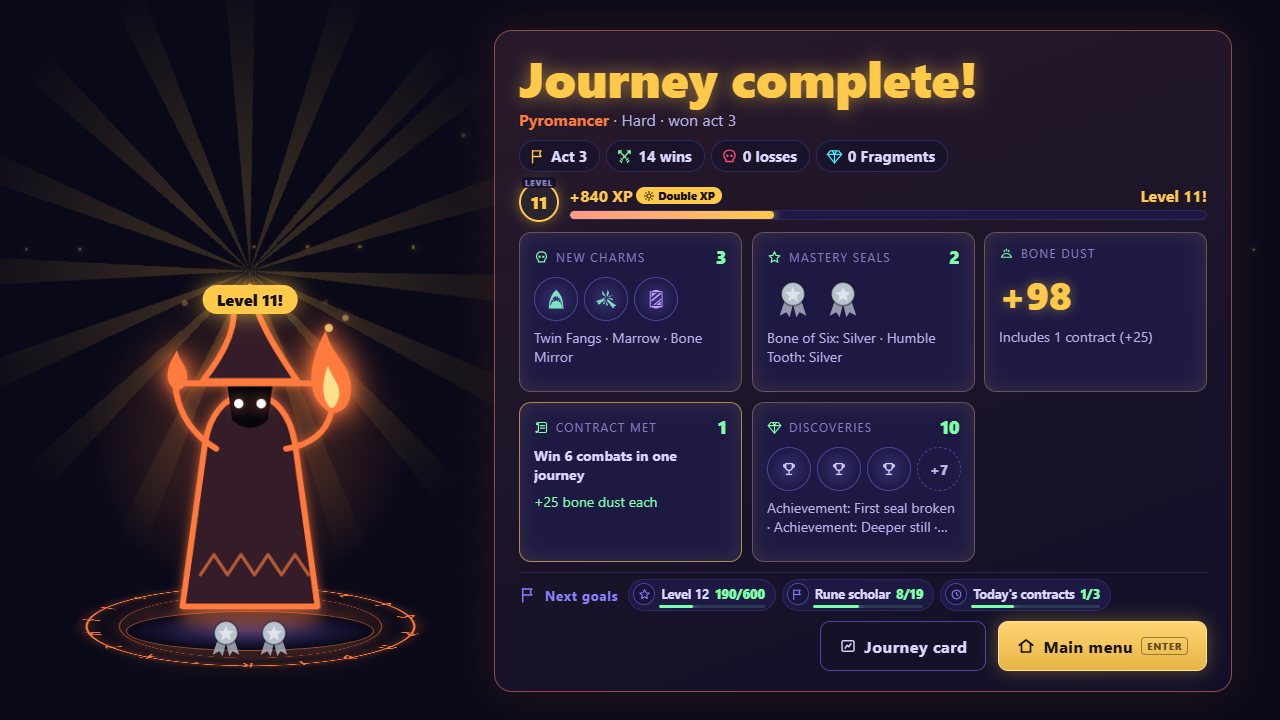 Journey complete!
Pyromancer · Hard · won act 3
Act 3
14 wins
0 losses
0 Fragments
LEVEL
11
+840 XP
Double XP
Level 11!
NEW CHARMS
3
Twin Fangs · Marrow · Bone
Mirror
MASTERY SEALS
2
Bone of Six: Silver · Humble
Tooth: Silver
BONE DUST
+98
Includes 1 contract (+25)
Level 11!
CONTRACT MET
1
Win 6 combats in one
journey
+25 bone dust each
DISCOVERIES
10
+7
Achievement: First seal broken
· Achievement: Deeper still ·...
Next goals
Level 12 190/600
Rune scholar 8/19
Today's contracts 1/3
Journey card
Main menu
ENTER